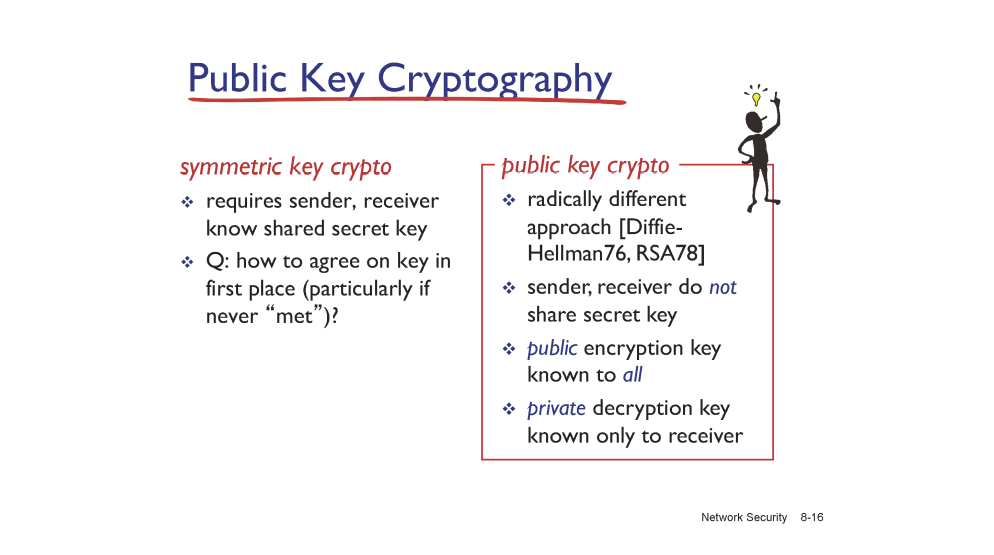 Public Key Cryptography
symmetric key crypto
❖ requires sender, receiver
know shared secret key
❖ Q: how to agree on key in
first place (particularly if
never “met”)?
public key crypto
❖ radically different
approach [Diffie-
Hellman76, RSA78]
❖ sender, receiver do not
share secret key
❖ public encryption key
known to all
❖ private decryption key
known only to receiver
Network Security 8-16